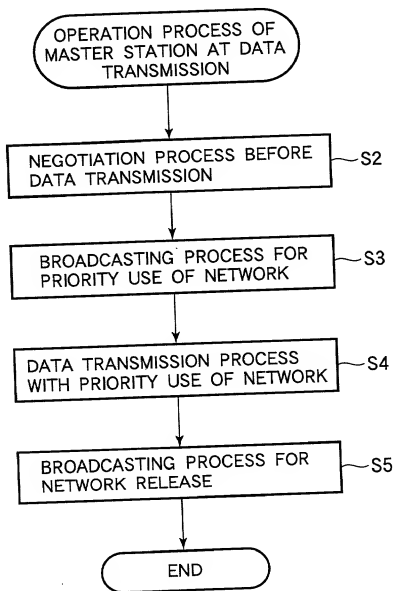 OPERATION PROCESS OF
MASTER STATION AT DATA
TRANSMISSION
NEGOTIATION PROCESS BEFORE
DATA TRANSMISSION
S2
BROADCASTING PROCESS FOR
PRIORITY USE OF NETWORK
S3
DATA TRANSMISSION PROCESS
WITH PRIORITY USE OF NETWORK
S4
BROADCASTING PROCESS FOR
NETWORK RELEASE
S5
END